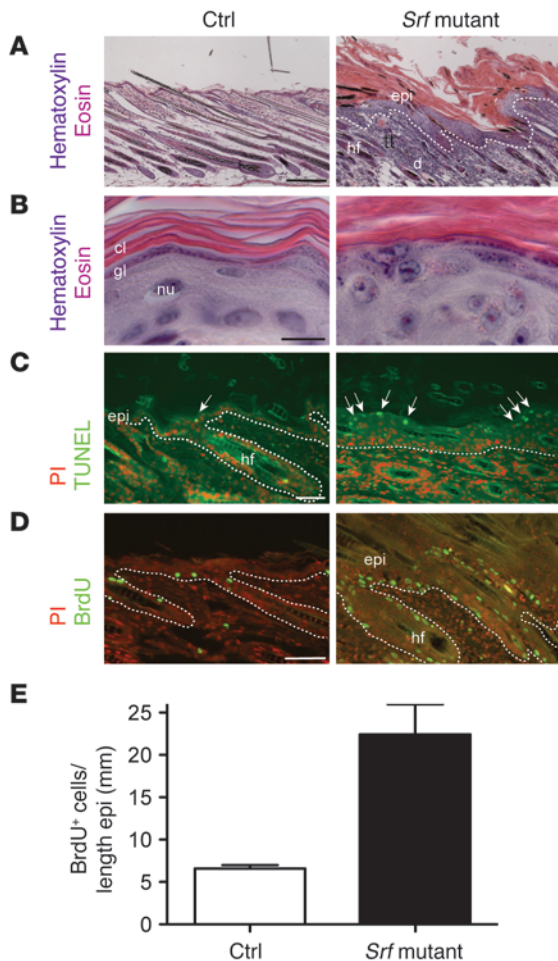 Ctrl
Srf mutant
A
Hematoxylin
Eosin
epi
hf
tt
d
B
Hematoxylin
Eosin
cl
gl
nu
C
PI
TUNEL
epi
hf
D
PI
BrdU
epi
hf
E
BrdU⁺ cells/
length epi (mm)
25
20
15
10
5
0
Ctrl
Srf mutant